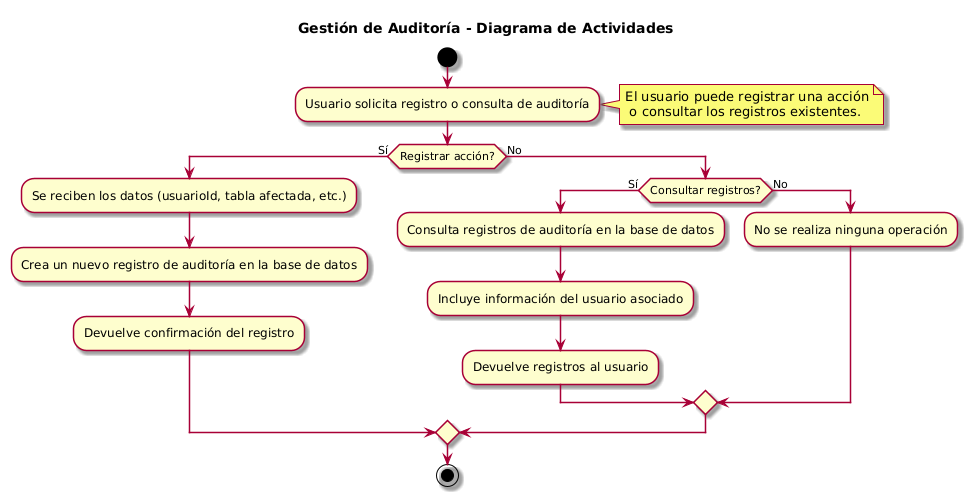 Gestión de Auditoría - Diagrama de Actividades
Usuario solicita registro o consulta de auditoría
El usuario puede registrar una acción
o consultar los registros existentes.
Registrar acción?
Sí
No
Se reciben los datos (usuarioId, tabla afectada, etc.)
Crea un nuevo registro de auditoría en la base de datos
Devuelve confirmación del registro
Consultar registros?
Sí
No
Consulta registros de auditoría en la base de datos
Incluye información del usuario asociado
Devuelve registros al usuario
No se realiza ninguna operación